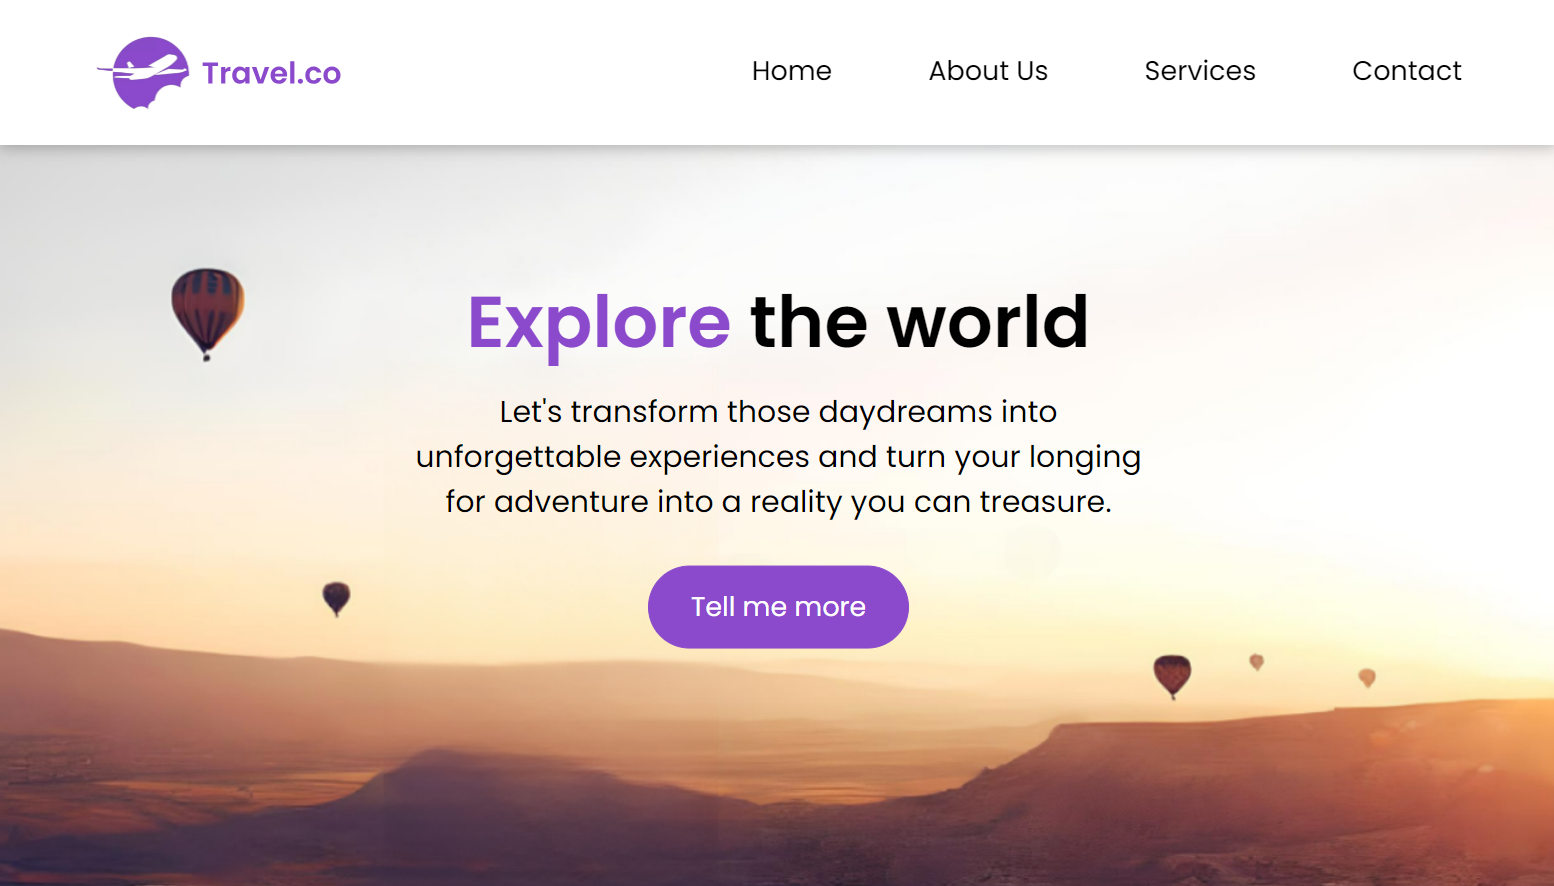 Travel.co
Home About Us Services Contact
Explore the world
Let's transform those daydreams into
unforgettable experiences and turn your longing
for adventure into a reality you can treasure.
Tell me more